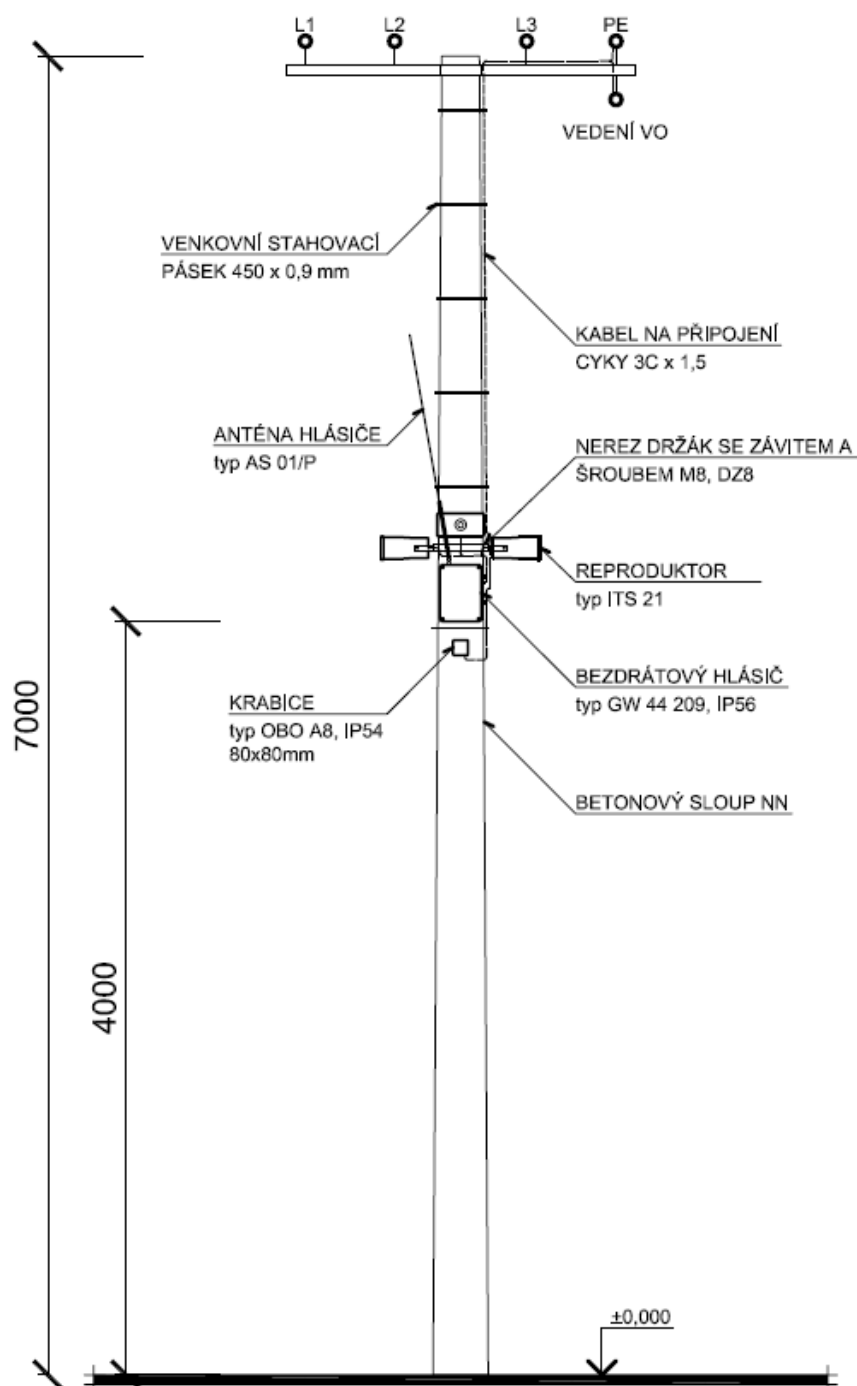 L1 L2 L3 PE
VEDENÍ VO
VENKOVNÍ STAHOVACÍ
PÁSEK 450 x 0,9 mm
KABEL NA PŘIPOJENÍ
CYKY 3C x 1,5
ANTÉNA HLÁSIČE
typ AS 01/P
NEREZ DRŽÁK SE ZÁVITEM A
ŠROUBEM M8, DZ8
REPRODUKTOR
typ ITS 21
BEZDRÁTOVÝ HLÁSIČ
typ GW 44 209, IP56
KRABICE
typ OBO A8, IP54
80x80mm
BETONOVÝ SLOUP NN
7000
4000
±0,000